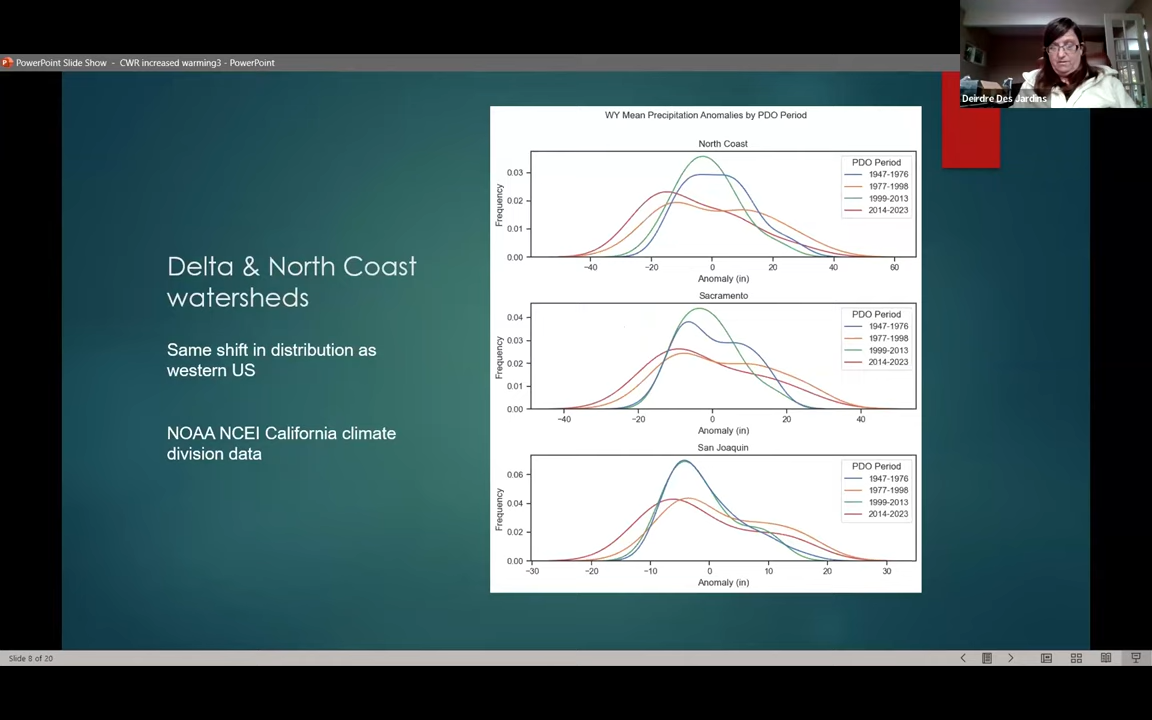 PowerPoint Slide Show - CWR increased warming3 - PowerPoint
Deirdre Des Jardins
Delta & North Coast
watersheds
Same shift in distribution as
western US
NOAA NCEI California climate
division data
WY Mean Precipitation Anomalies by PDO Period
North Coast
Frequency
0.03
0.02
0.01
0.00
−40 −20 0 20 40 60
Anomaly (in)
PDO Period
1947-1976
1977-1998
1999-2013
2014-2023
Sacramento
Frequency
0.04
0.03
0.02
0.01
0.00
−40 −20 0 20 40
Anomaly (in)
PDO Period
1947-1976
1977-1998
1999-2013
2014-2023
San Joaquin
Frequency
0.06
0.04
0.02
0.00
−30 −20 −10 0 10 20 30
Anomaly (in)
PDO Period
1947-1976
1977-1998
1999-2013
2014-2023
Slide 8 of 20